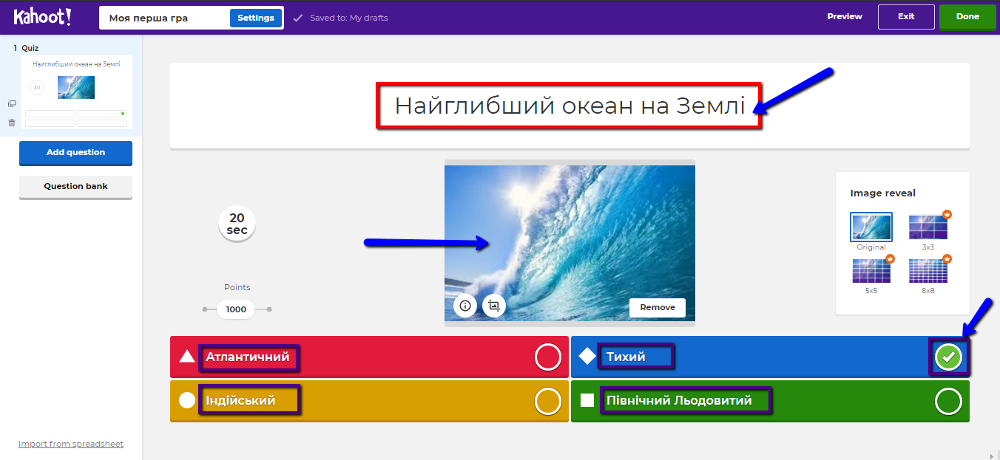 Kahoot!
Моя перша гра
Settings
Saved to: My drafts
Preview
Exit
Done
1 Quiz
Найглибший океан на Землі
20
Add question
Question bank
Import from spreadsheet
Найглибший океан на Землі
20
sec
Points
1000
Remove
Image reveal
Original
3x3
5x5
8x8
Атлантичний
Тихий
Індійський
Північний Льодовитий